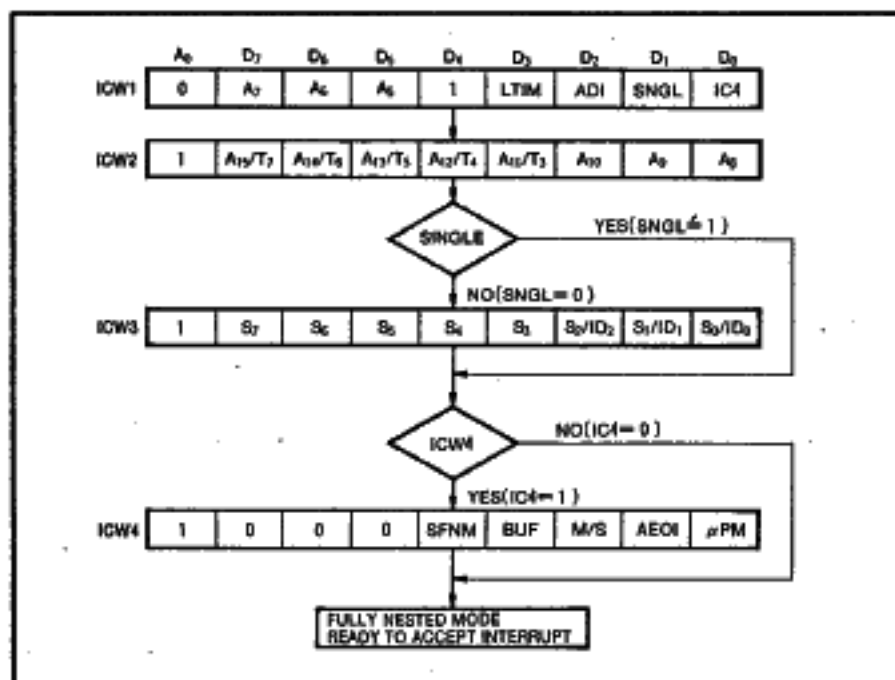 A₀ D₇ D₆ D₅ D₄ D₃ D₂ D₁ D₀
ICW1 0 A₇ A₆ A₅ 1 LTIM ADI SNGL IC4
ICW2 1 A₁₅/T₇ A₁₄/T₆ A₁₃/T₅ A₁₂/T₄ A₁₁/T₃ A₁₀ A₉ A₈
SINGLE
YES(SNGL=1)
NO(SNGL=0)
ICW3 1 S₇ S₆ S₅ S₄ S₃ S₂/ID₂ S₁/ID₁ S₀/ID₀
ICW4
NO(IC4=0)
YES(IC4=1)
ICW4 1 0 0 0 SFNM BUF M/S AEOI μPM
FULLY NESTED MODE
READY TO ACCEPT INTERRUPT